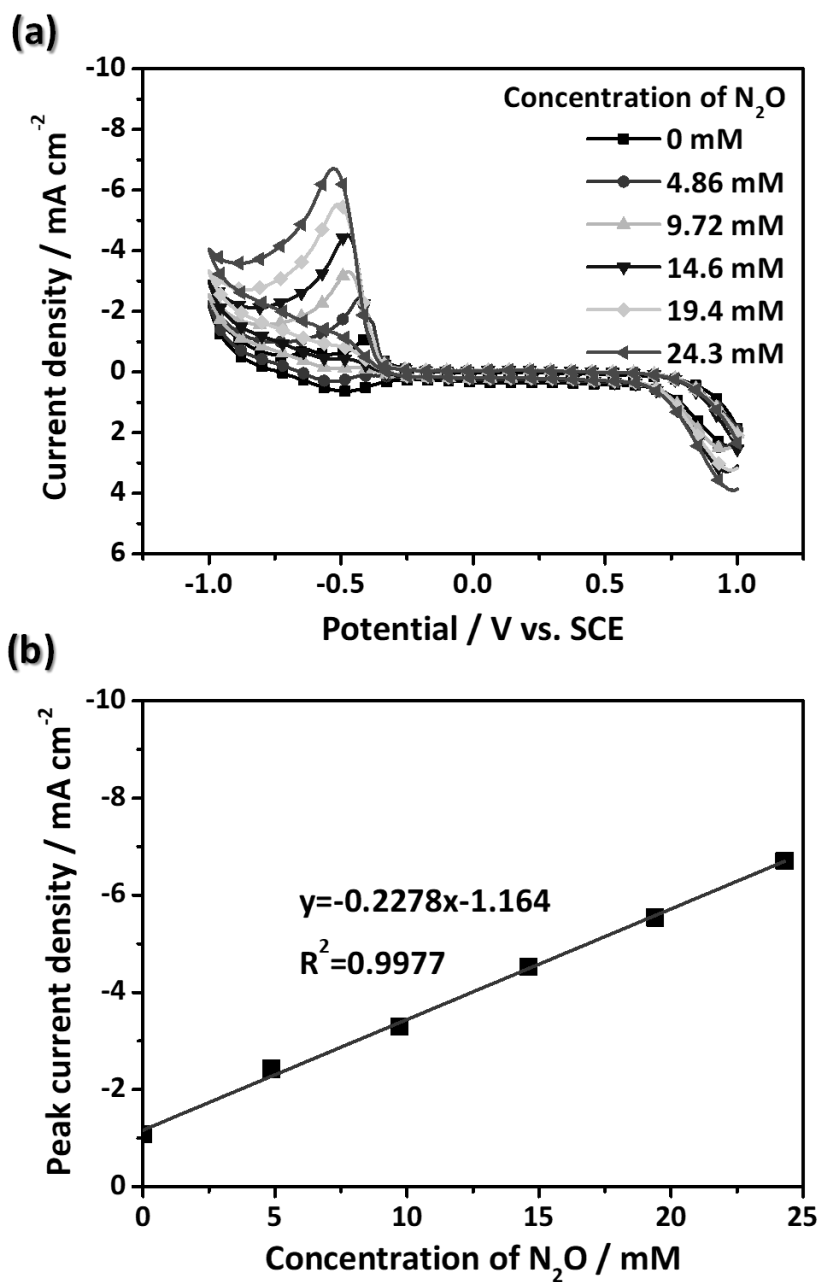 (a)
Current density / mA cm⁻²
-10
-8
-6
-4
-2
0
2
4
6
Concentration of N₂O
0 mM
4.86 mM
9.72 mM
14.6 mM
19.4 mM
24.3 mM
-1.0 -0.5 0.0 0.5 1.0
Potential / V vs. SCE
(b)
Peak current density / mA cm⁻²
-10
-8
-6
-4
-2
0
y=-0.2278x-1.164
R²=0.9977
0 5 10 15 20 25
Concentration of N₂O / mM